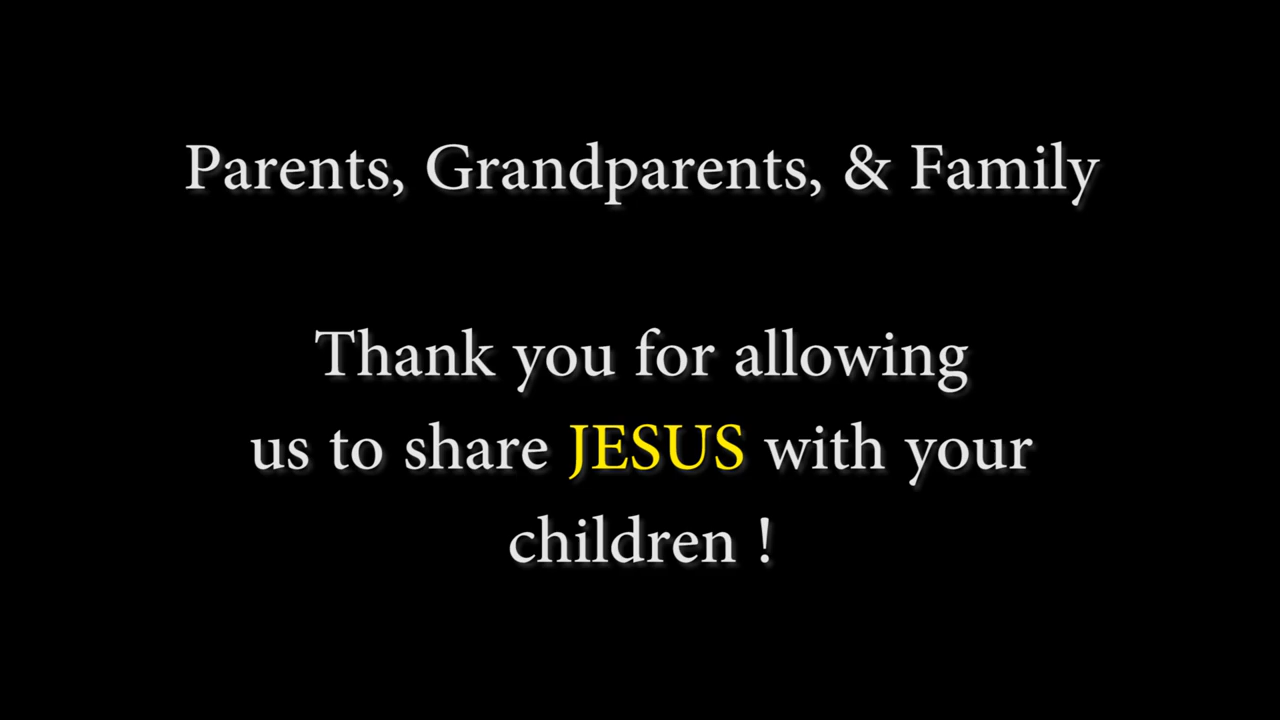 Parents, Grandparents, & Family
Thank you for allowing
us to share JESUS with your
children !